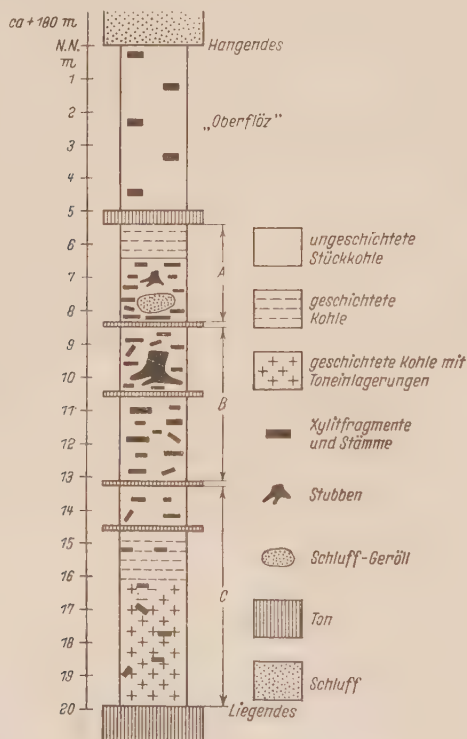 ca + 180 m
N.N.
m
Hangendes
1
2
„Oberflöz"
3
4
5
6
7
8
9
10
11
12
13
14
15
16
17
18
19
20
A
B
C
Liegendes
ungeschichtete
Stückkohle
geschichtete
Kohle
geschichtete Kohle mit
Toneinlagerungen
Xylitfragmente
und Stämme
Stubben
Schluff-Geröll
Ton
Schluff